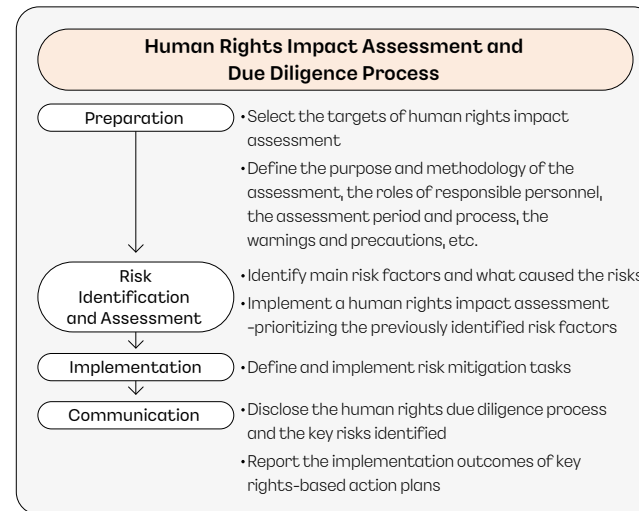 Human Rights Impact Assessment and
Due Diligence Process
Preparation
•Select the targets of human rights impact
assessment
•Define the purpose and methodology of the
assessment, the roles of responsible personnel,
the assessment period and process, the
warnings and precautions, etc.
Risk
Identification
and Assessment
•Identify main risk factors and what caused the risks
•Implement a human rights impact assessment
-prioritizing the previously identified risk factors
Implementation
•Define and implement risk mitigation tasks
Communication
•Disclose the human rights due diligence process
and the key risks identified
•Report the implementation outcomes of key
rights-based action plans